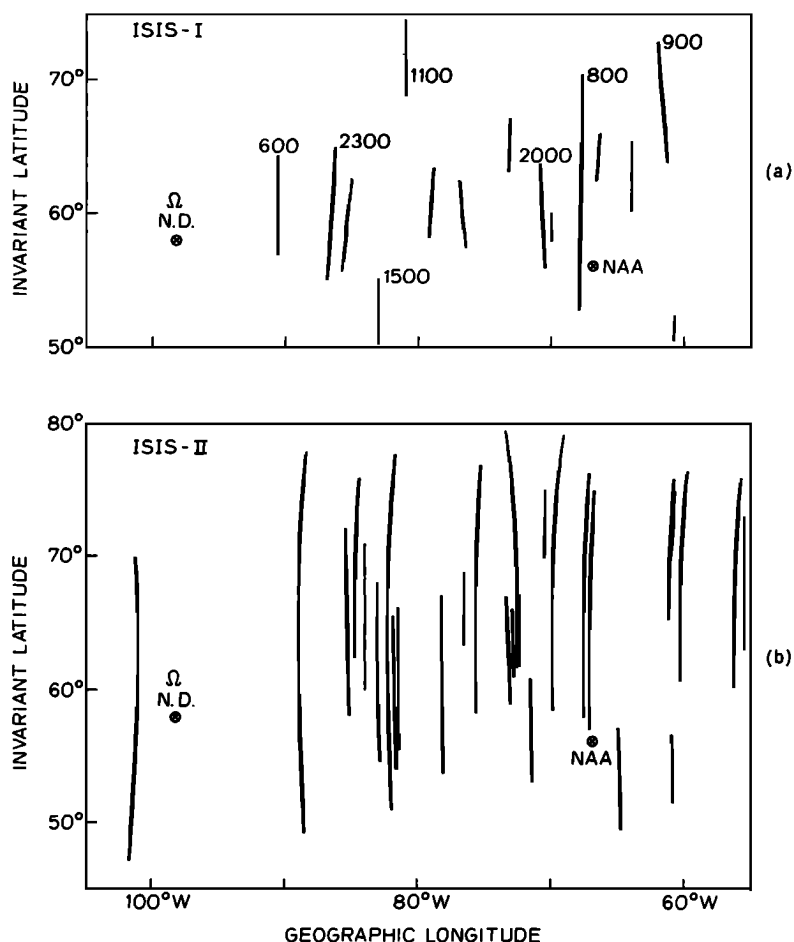 ISIS-I
900
70°
1100
800
600
2300
2000
(a)
60°
Ω
N.D.
NAA
1500
50°
INVARIANT LATITUDE
80°
ISIS-II
70°
(b)
60°
Ω
N.D.
NAA
50°
INVARIANT LATITUDE
100°W
80°W
60°W
GEOGRAPHIC LONGITUDE